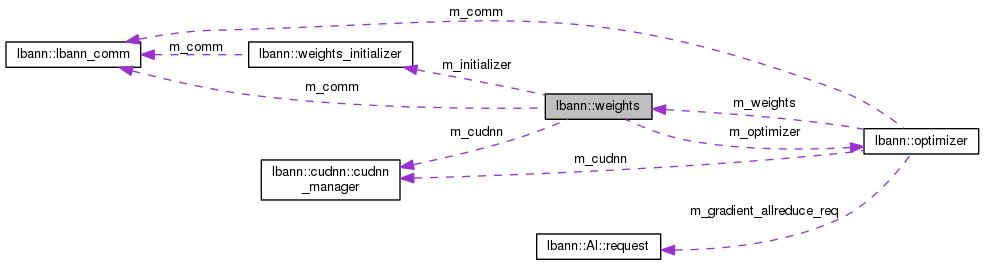 m_comm
lbann::lbann_comm
m_comm
lbann::weights_initializer
m_initializer
m_comm
lbann::weights
m_weights
m_cudnn
m_optimizer
lbann::optimizer
lbann::cudnn::cudnn
_manager
m_cudnn
m_gradient_allreduce_req
lbann::Al::request